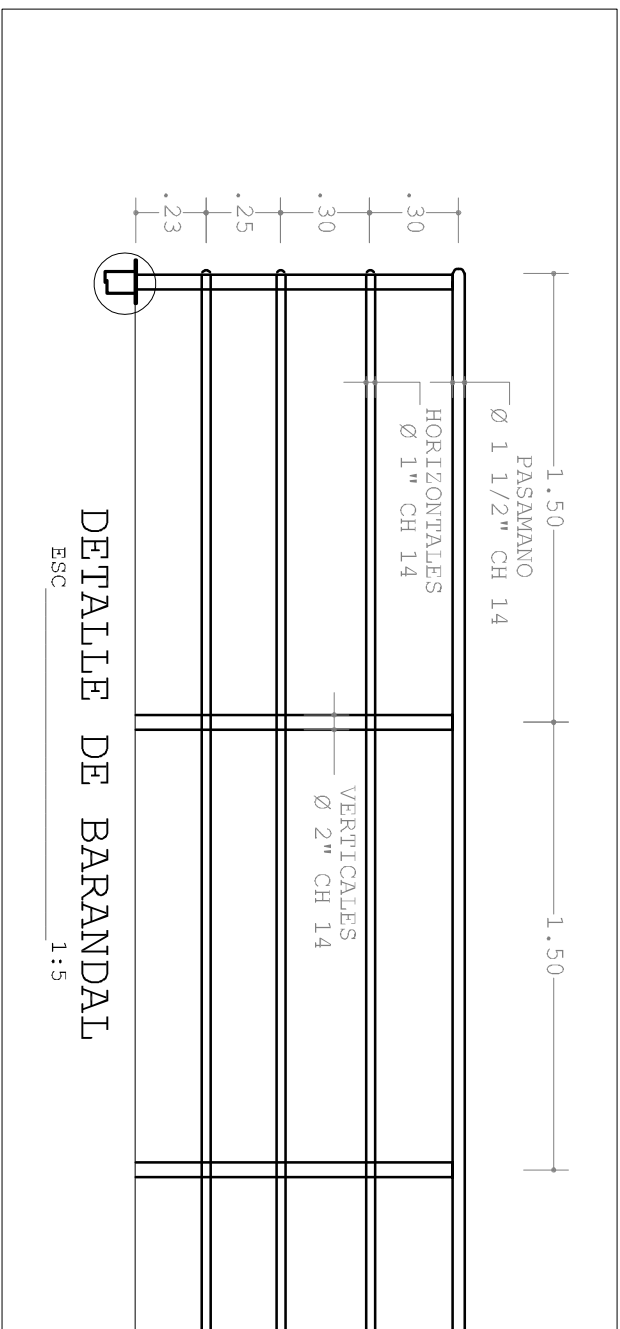 1.50
1.50
PASAMANO
Ø 1 1/2" CH 14
HORIZONTALES
Ø 1" CH 14
VERTICALES
Ø 2" CH 14
.30
.30
.25
.23
DETALLE DE BARANDAL
ESC 1:5